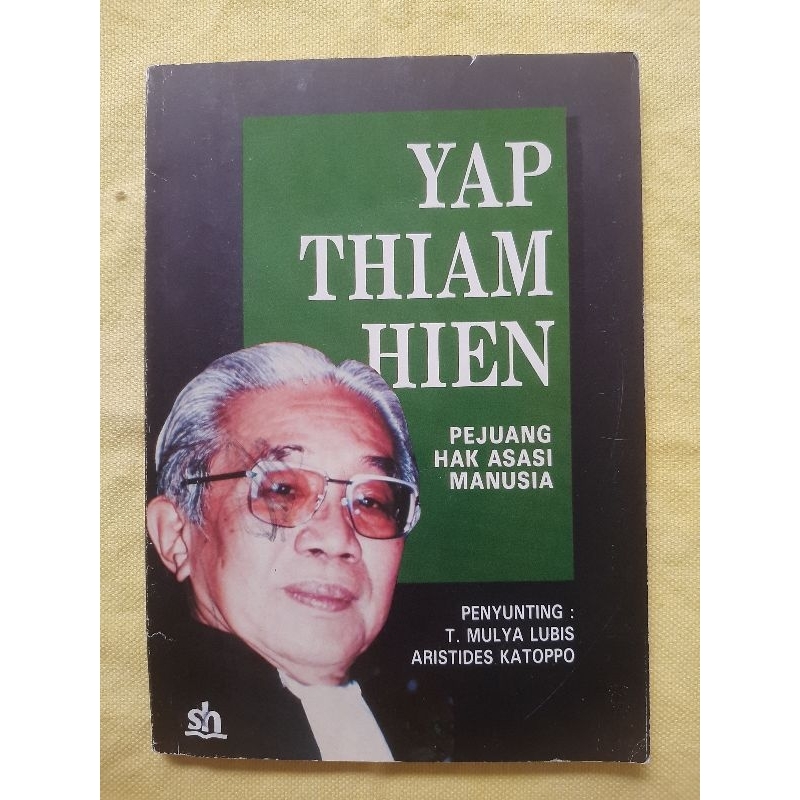 YAP
THIAM
HIEN
PEJUANG
HAK ASASI
MANUSIA
PENYUNTING :
T. MULYA LUBIS
ARISTIDES KATOPPO
sh